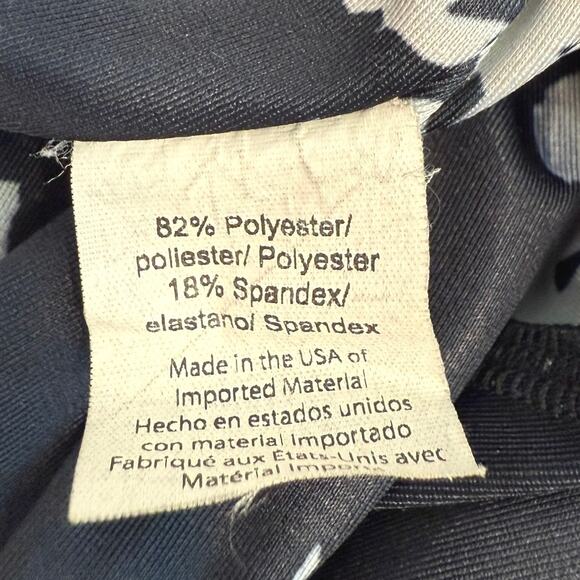 82% Polyester/
poliester/ Polyester
18% Spandex/
elastano/ Spandex
Made in the USA of
Imported Material
Hecho en estados unidos
con material importado
Fabriqué aux États-Unis avec
Matérial